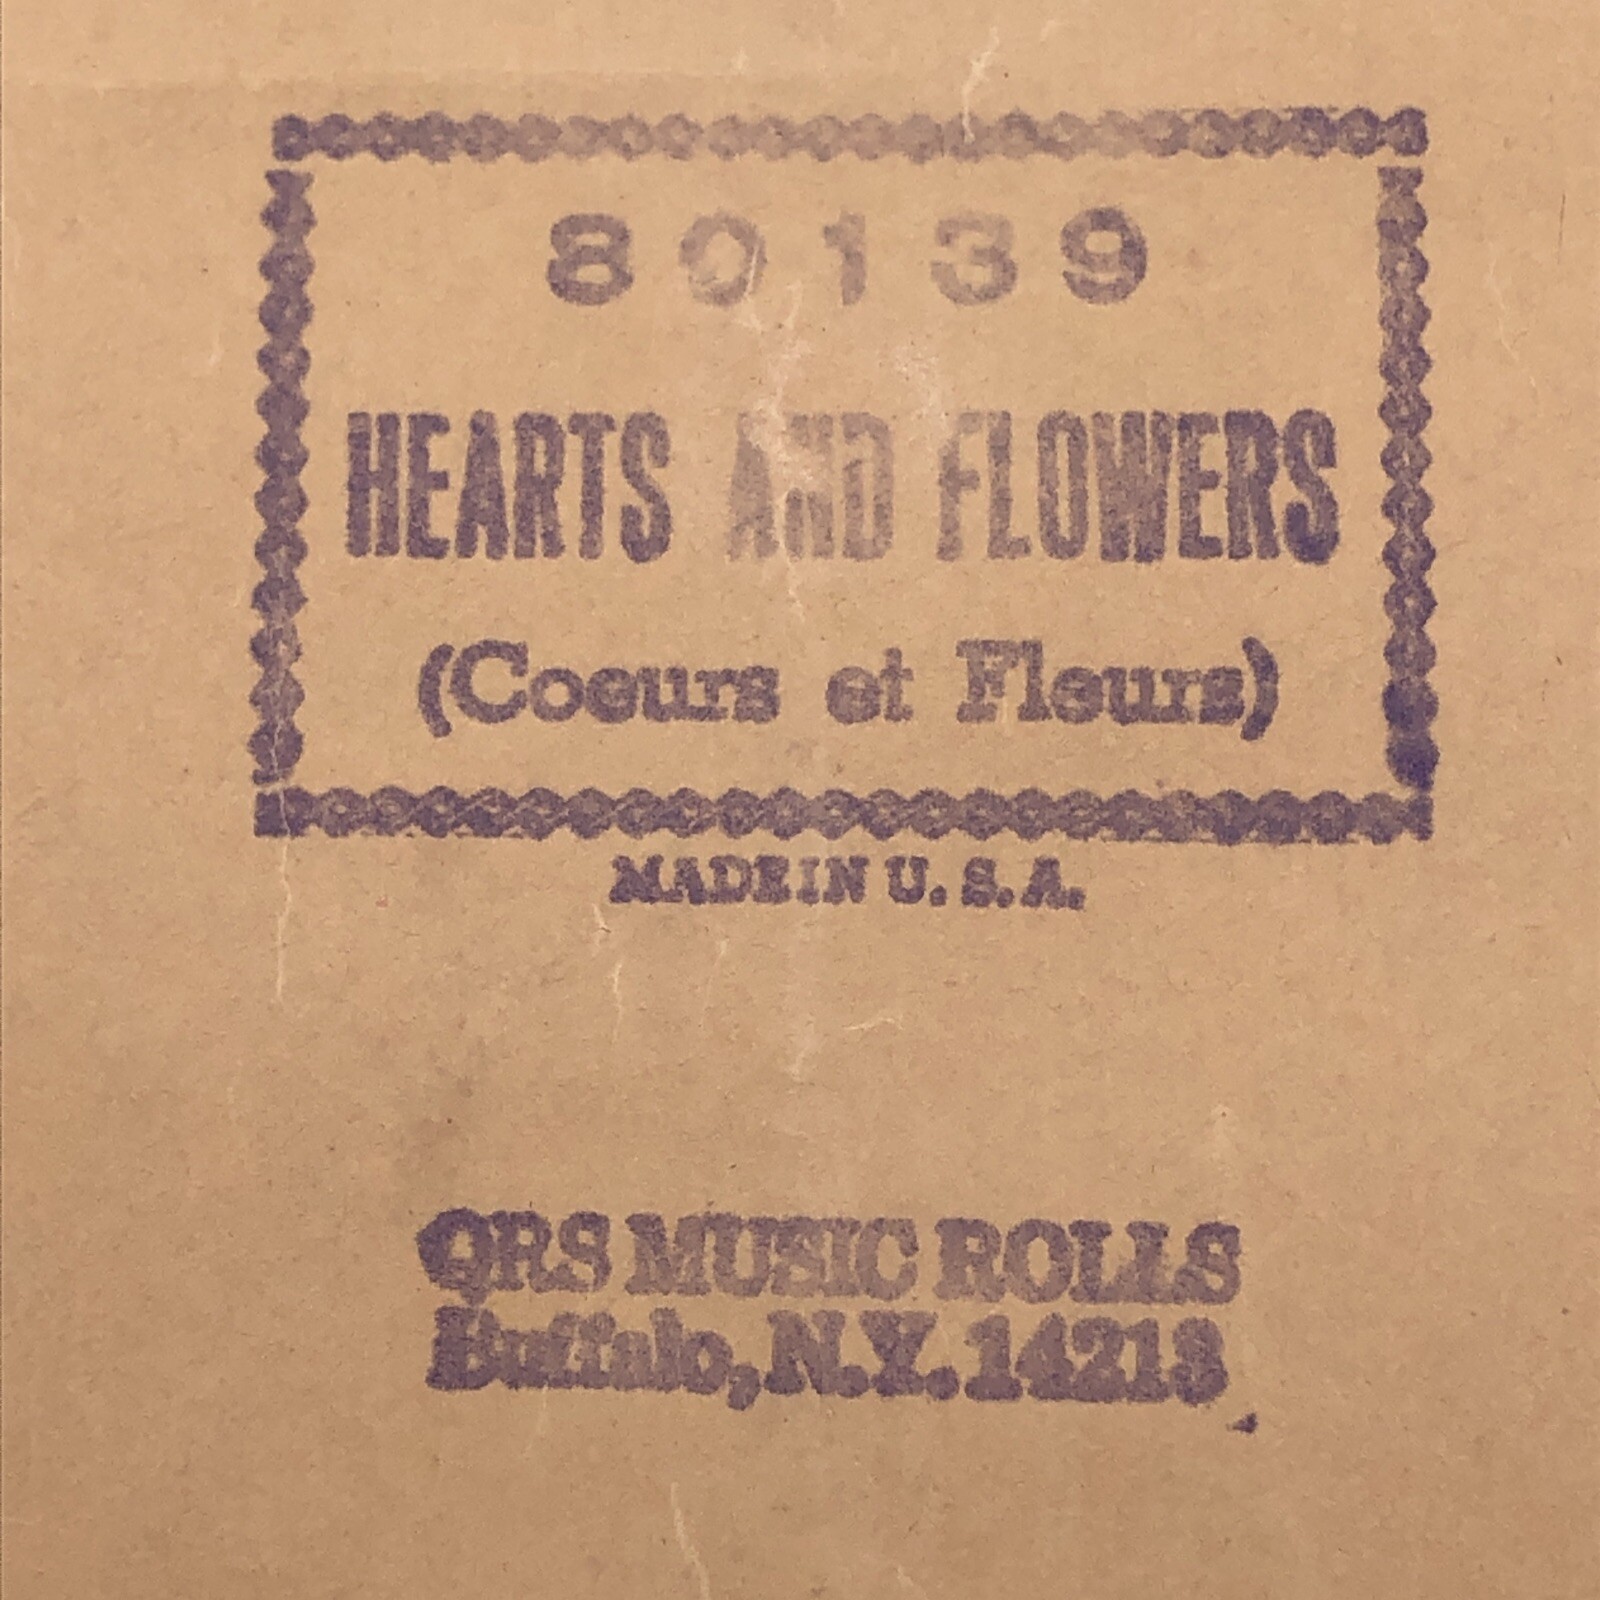 80139
HEARTS AND FLOWERS
(Coeurs et Fleurs)
MADE IN U. S. A.
QRS MUSIC ROLLS
Buffalo, N.Y. 14213